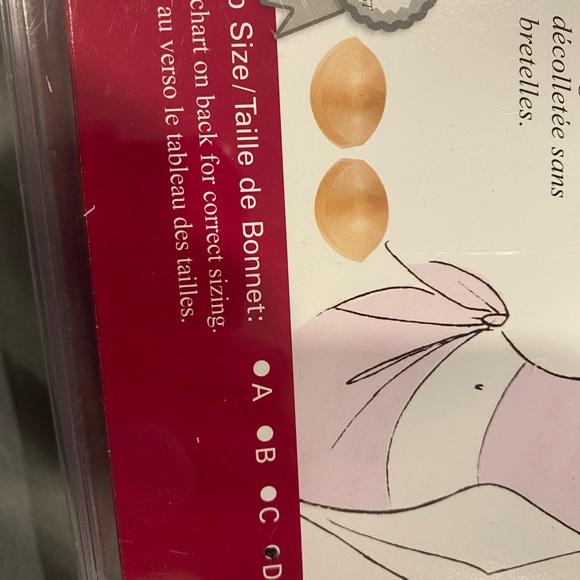 décolletée sans
bretelles.
Size/Taille de Bonnet: A B C D
chart on back for correct sizing.
au verso le tableau des tailles.